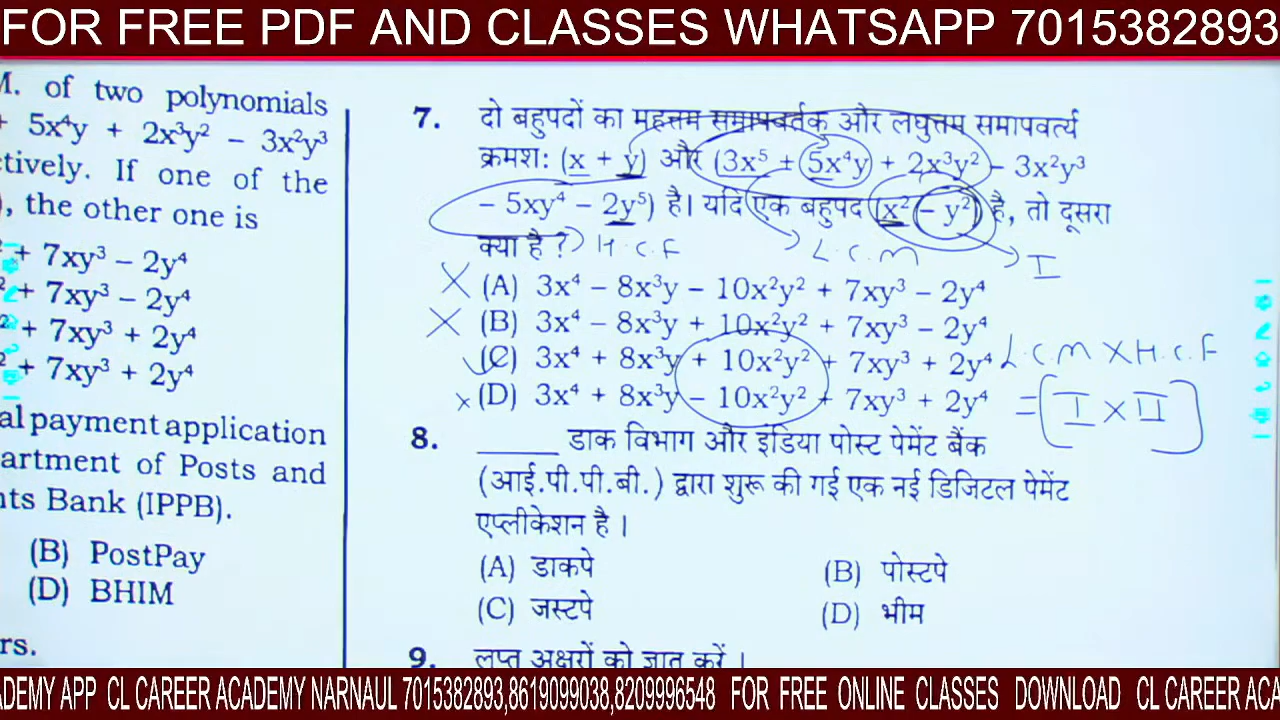 FOR FREE PDF AND CLASSES WHATSAPP 7015382893
M. of two polynomials
+ 5x⁴y + 2x³y² – 3x²y³
ctively. If one of the
), the other one is
+ 7xy³ – 2y⁴
+ 7xy³ – 2y⁴
+ 7xy³ + 2y⁴
+ 7xy³ + 2y⁴
al payment application
artment of Posts and
nts Bank (IPPB).
(B) PostPay
(D) BHIM
rs.
7. दो बहुपदों का महत्तम समापवर्तक और लघुत्तम समापवर्त्य
क्रमश: (x + y) और (3x⁵ + 5x⁴y + 2x³y² – 3x²y³
– 5xy⁴ – 2y⁵) है। यदि एक बहुपद (x² – y²) है, तो दूसरा
क्या है ? H.C.F L.C.M I
(A) 3x⁴ – 8x³y – 10x²y² + 7xy³ – 2y⁴
(B) 3x⁴ – 8x³y + 10x²y² + 7xy³ – 2y⁴
(C) 3x⁴ + 8x³y + 10x²y² + 7xy³ + 2y⁴ L.C.M × H.C.F
(D) 3x⁴ + 8x³y – 10x²y² + 7xy³ + 2y⁴ = [I × II]
8. _____ डाक विभाग और इंडिया पोस्ट पेमेंट बैंक
(आई.पी.पी.बी.) द्वारा शुरू की गई एक नई डिजिटल पेमेंट
एप्लीकेशन है ।
(A) डाकपे (B) पोस्टपे
(C) जस्टपे (D) भीम
9. लुप्त अक्षरों को ज्ञात करें ।
ADEMY APP CL CAREER ACADEMY NARNAUL 7015382893,8619099038,8209996548 FOR FREE ONLINE CLASSES DOWNLOAD CL CAREER ACA